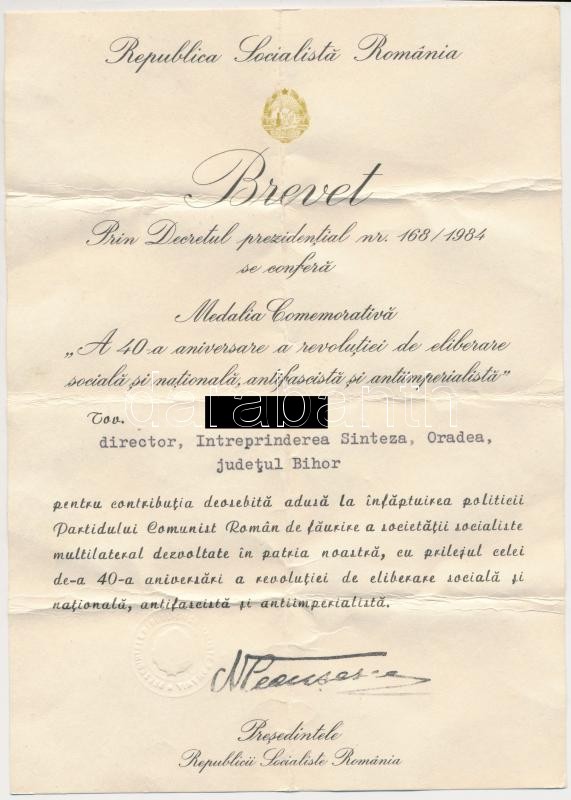 Republica Socialistă România
Brevet
Prin Decretul prezidențial nr. 168/1984
se conferă
Medalia Comemorativă
„A 40-a aniversare a revoluției de eliberare
socială și națională, antifascistă și antiimperialistă”
Tov.
director, Intreprinderea Sinteza, Oradea,
județul Bihor
pentru contribuția deosebită adusă la înfăptuirea politicii
Partidului Comunist Român de făurire a societății socialiste
multilateral dezvoltate în patria noastră, cu prilejul celei
de-a 40-a aniversări a revoluției de eliberare socială și
națională, antifascistă și antiimperialistă.
Președintele
Republicii Socialiste România
darabanth